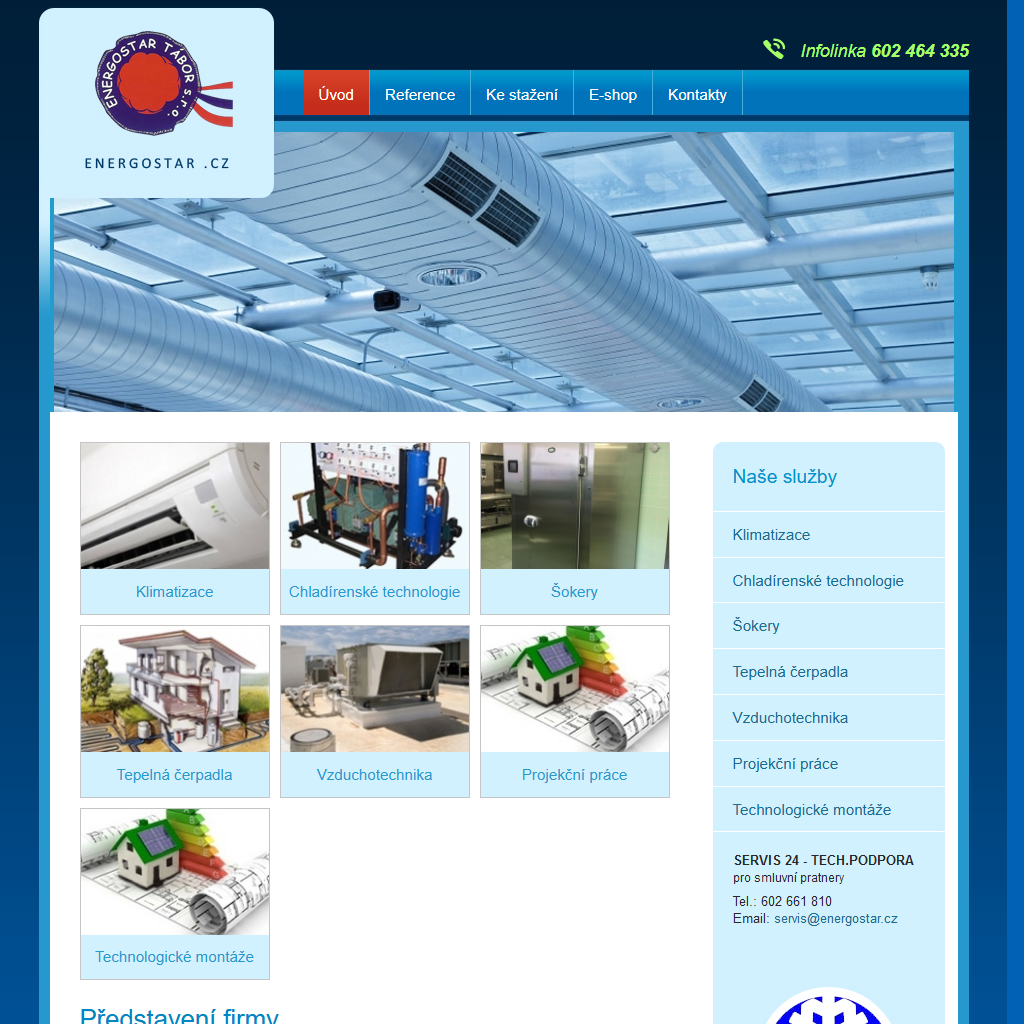 ENERGOSTAR TÁBOR s.r.o.
ENERGOSTAR .CZ
Infolinka 602 464 335
Úvod
Reference
Ke stažení
E-shop
Kontakty
Klimatizace
Chladírenské technologie
Šokery
Tepelná čerpadla
Vzduchotechnika
Projekční práce
Technologické montáže
Představení firmy
Naše služby
Klimatizace
Chladírenské technologie
Šokery
Tepelná čerpadla
Vzduchotechnika
Projekční práce
Technologické montáže
SERVIS 24 - TECH.PODPORA
pro smluvní pratnery
Tel.: 602 661 810
Email: servis@energostar.cz